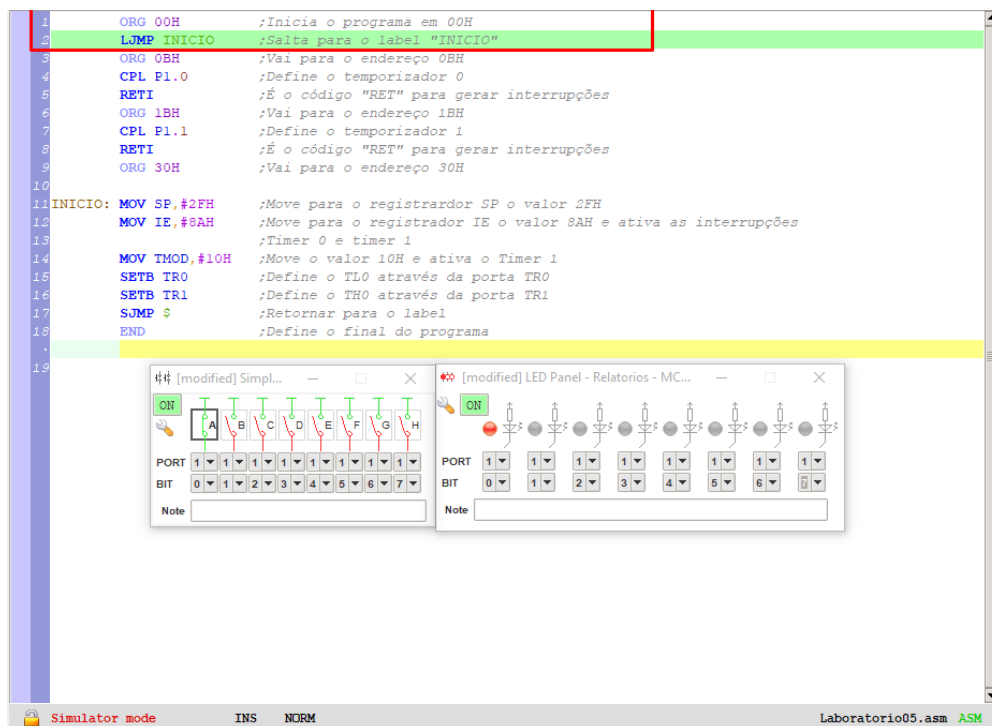 1 ORG 00H ;Inicia o programa em 00H
2 LJMP INICIO ;Salta para o label "INICIO"
3 ORG 0BH ;Vai para o endereço 0BH
4 CPL P1.0 ;Define o temporizador 0
5 RETI ;É o código "RET" para gerar interrupções
6 ORG 1BH ;Vai para o endereço 1BH
7 CPL P1.1 ;Define o temporizador 1
8 RETI ;É o código "RET" para gerar interrupções
9 ORG 30H ;Vai para o endereço 30H
10
11 INICIO: MOV SP,#2FH ;Move para o registrardor SP o valor 2FH
12 MOV IE,#8AH ;Move para o registrador IE o valor 8AH e ativa as interrupções
13 ;Timer 0 e timer 1
14 MOV TMOD,#10H ;Move o valor 10H e ativa o Timer 1
15 SETB TR0 ;Define o TL0 através da porta TR0
16 SETB TR1 ;Define o TH0 através da porta TR1
17 SJMP $ ;Retornar para o label
18 END ;Define o final do programa
19
[modified] Simpl...
ON
A B C D E F G H
PORT 1 1 1 1 1 1 1 1
BIT 0 1 2 3 4 5 6 7
Note
[modified] LED Panel - Relatorios - MC...
ON
PORT 1 1 1 1 1 1 1 1
BIT 0 1 2 3 4 5 6 7
Note
Simulator mode INS NORM Laboratorio05.asm ASM